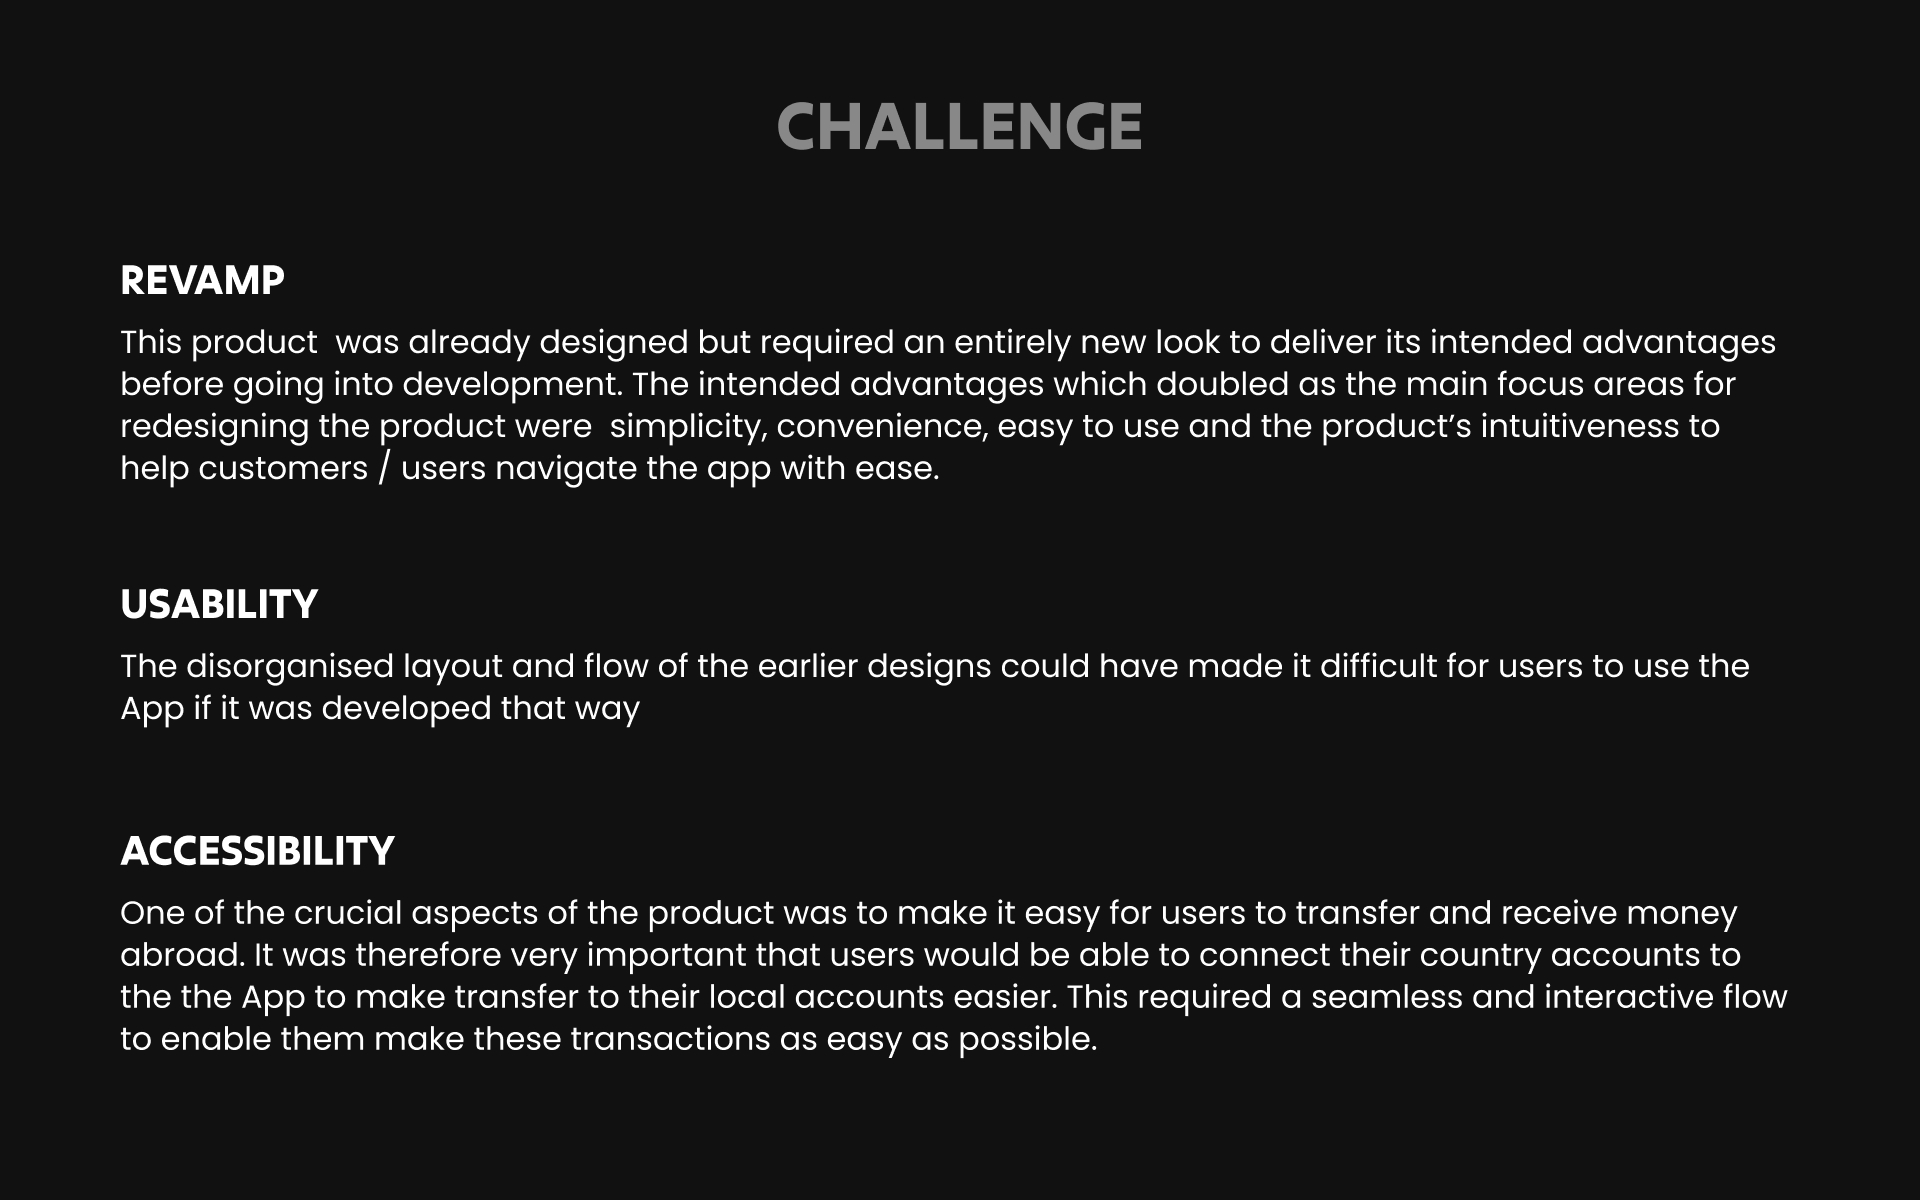 CHALLENGE
REVAMP
This product  was already designed but required an entirely new look to deliver its intended advantages
before going into development. The intended advantages which doubled as the main focus areas for
redesigning the product were  simplicity, convenience, easy to use and the product’s intuitiveness to
help customers / users navigate the app with ease.
USABILITY
The disorganised layout and flow of the earlier designs could have made it difficult for users to use the
App if it was developed that way
ACCESSIBILITY
One of the crucial aspects of the product was to make it easy for users to transfer and receive money
abroad. It was therefore very important that users would be able to connect their country accounts to
the the App to make transfer to their local accounts easier. This required a seamless and interactive flow
to enable them make these transactions as easy as possible.